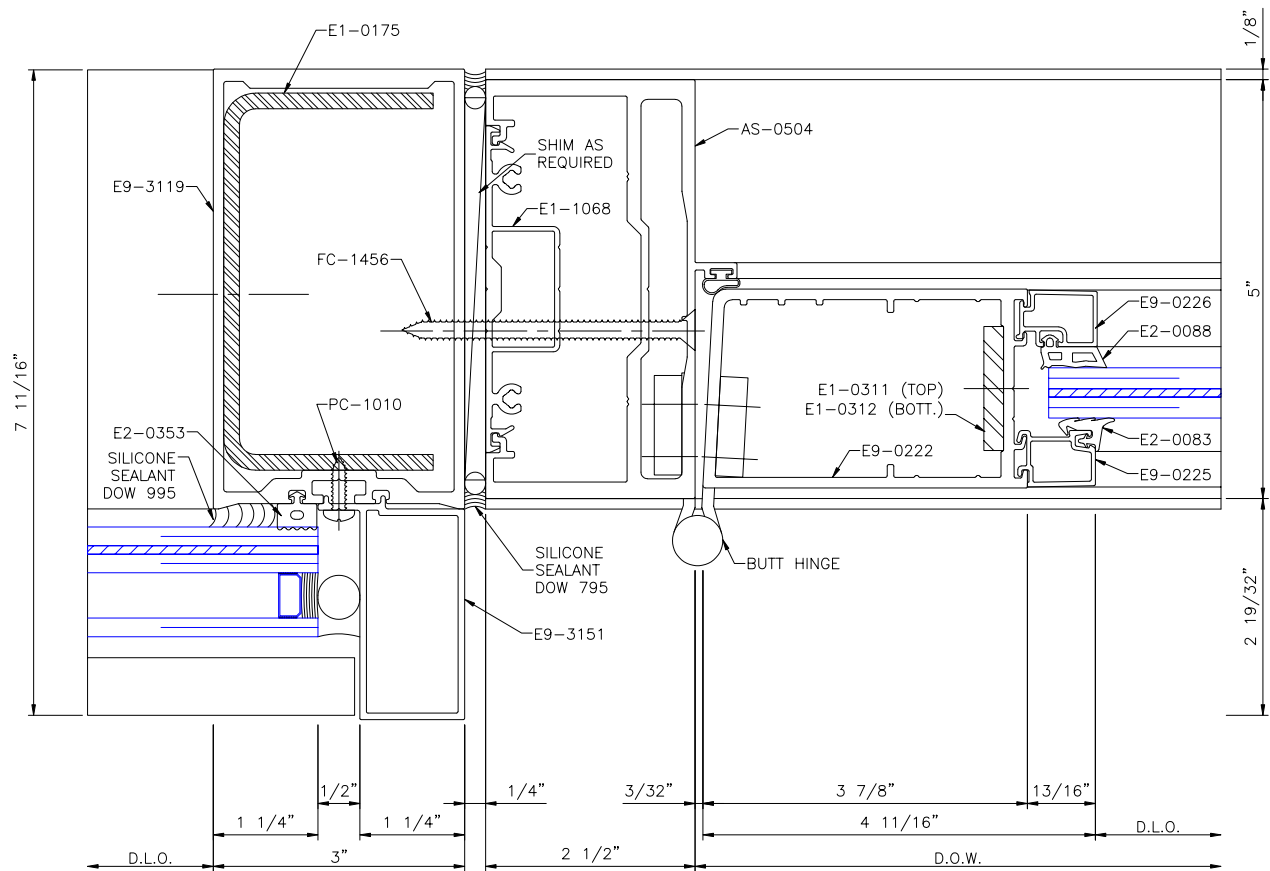 E1-0175
1/8"
SHIM AS
REQUIRED
AS-0504
E9-3119
E1-1068
FC-1456
5"
E9-0226
E2-0088
7 11/16"
E1-0311 (TOP)
E1-0312 (BOTT.)
PC-1010
E2-0353
E2-0083
SILICONE
SEALANT
DOW 995
E9-0222
E9-0225
SILICONE
SEALANT
DOW 795
BUTT HINGE
E9-3151
2 19/32"
1/2"
1/4"
3/32"
3 7/8"
13/16"
1 1/4"
1 1/4"
4 11/16"
D.L.O.
D.L.O.
3"
2 1/2"
D.O.W.